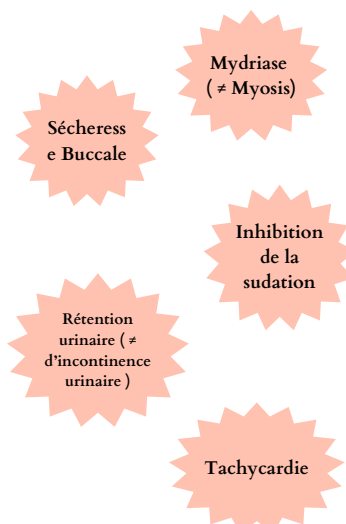 Mydriase
( ≠ Myosis)
Sécheress
e Buccale
Inhibition
de la
sudation
Rétention
urinaire ( ≠
d'incontinence
urinaire )
Tachycardie